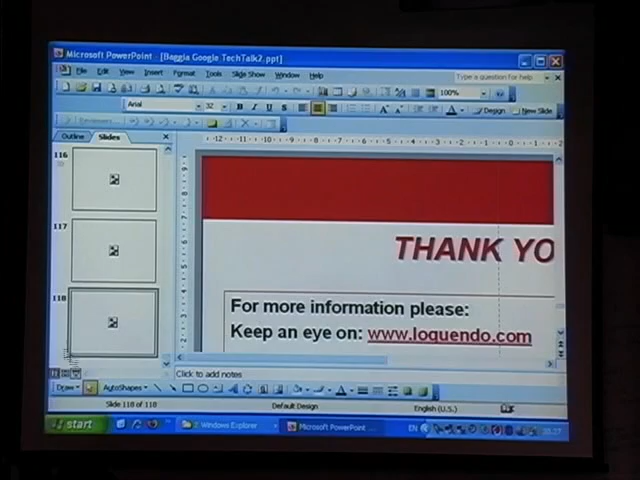 Microsoft PowerPoint - [Baggia Google TechTalk2.ppt]
File Edit View Insert Format Tools Slide Show Window Help
Type a question for help
100%
Arial 32 B I U S A A A Design New Slide
Outline Slides
116
117
118
THANK YO
For more information please:
Keep an eye on: www.loquendo.com
Click to add notes
Draw AutoShapes
Slide 118 of 118 Default Design English (U.S.)
start 2 Windows Explorer Microsoft PowerPoint ... EN